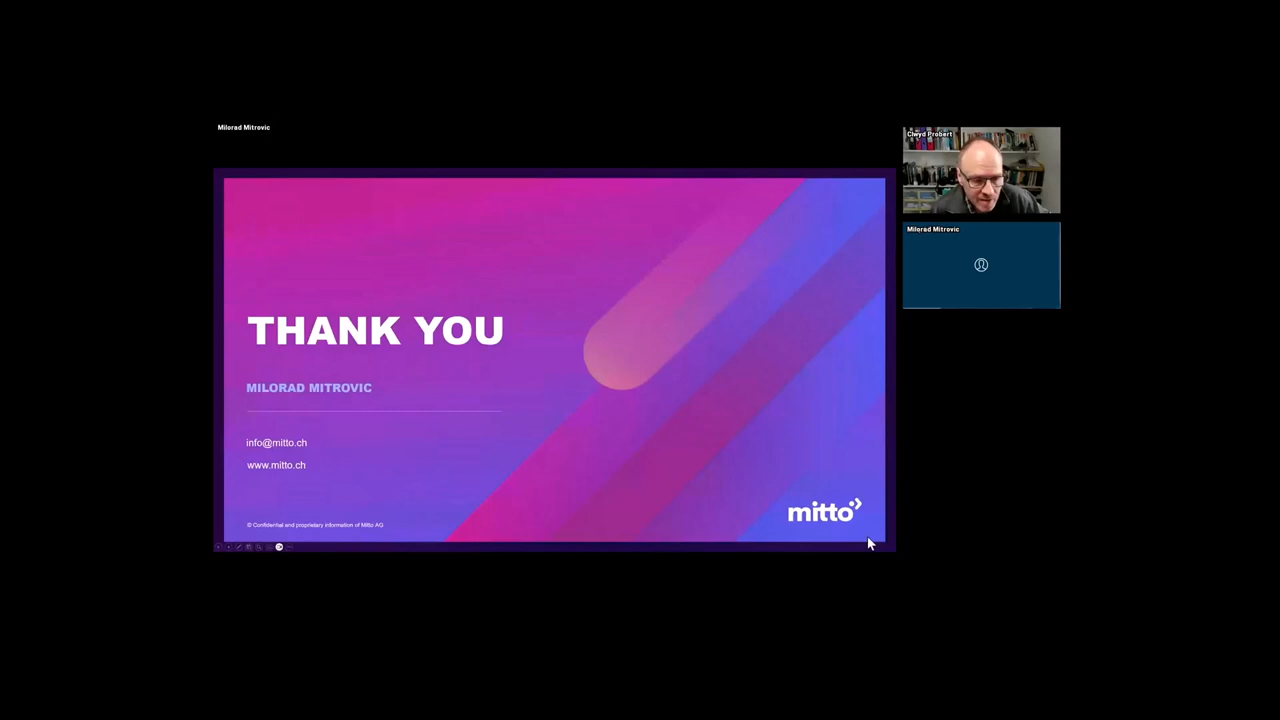 Milorad Mitrovic
Clwyd Probert
Milorad Mitrovic
THANK YOU
MILORAD MITROVIC
info@mitto.ch
www.mitto.ch
mitto
© Confidential and proprietary information of Mitto AG